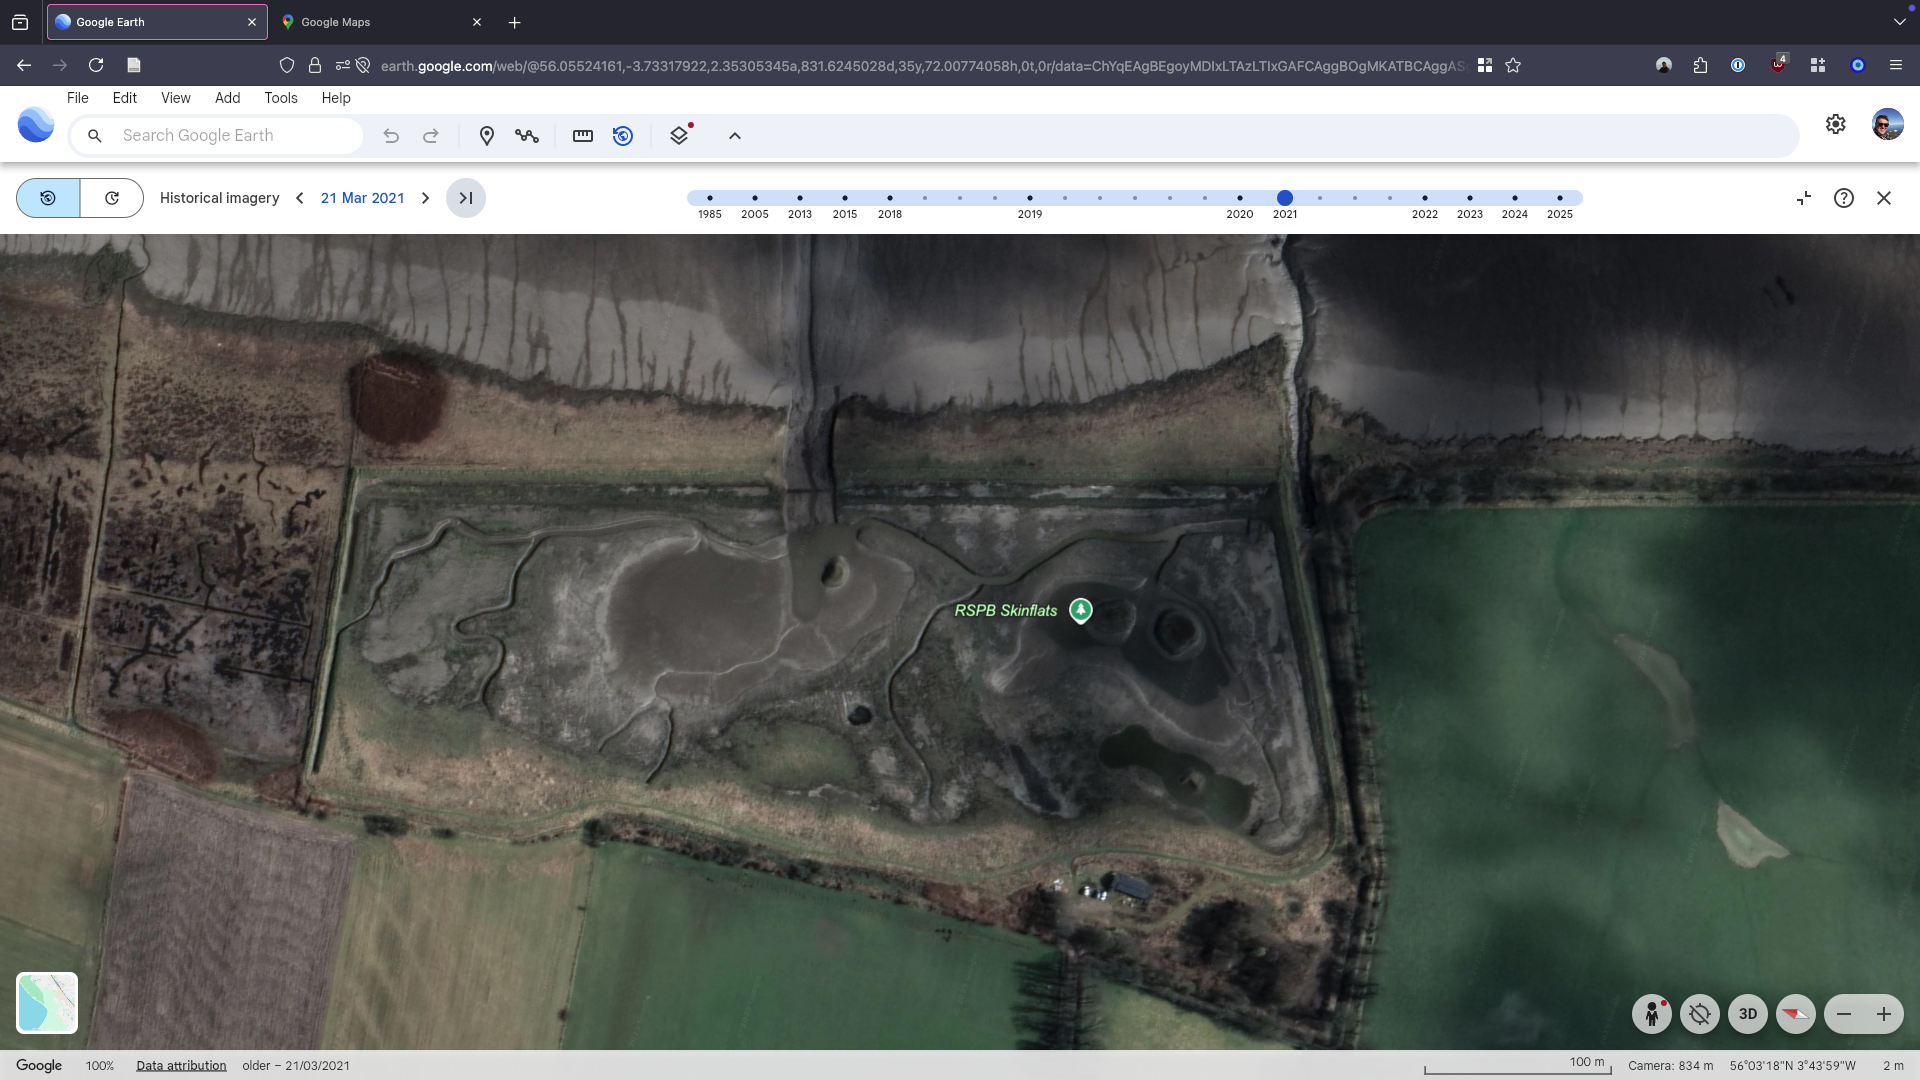 Google Earth
Google Maps
earth.google.com/web/@56.05524161,-3.73317922,2.35305345a,831.6245028d,35y,72.00774058h,0t,0r/data=ChYqEAgBEgoyMDIxLTAzLTIxGAFCAggBOgMKATBCAggASg
4
File Edit View Add Tools Help
Search Google Earth
Historical imagery 21 Mar 2021
1985 2005 2013 2015 2018 2019 2020 2021 2022 2023 2024 2025
RSPB Skinflats
3D
Google 100% Data attribution older – 21/03/2021 100 m Camera: 834 m 56°03'18"N 3°43'59"W 2 m